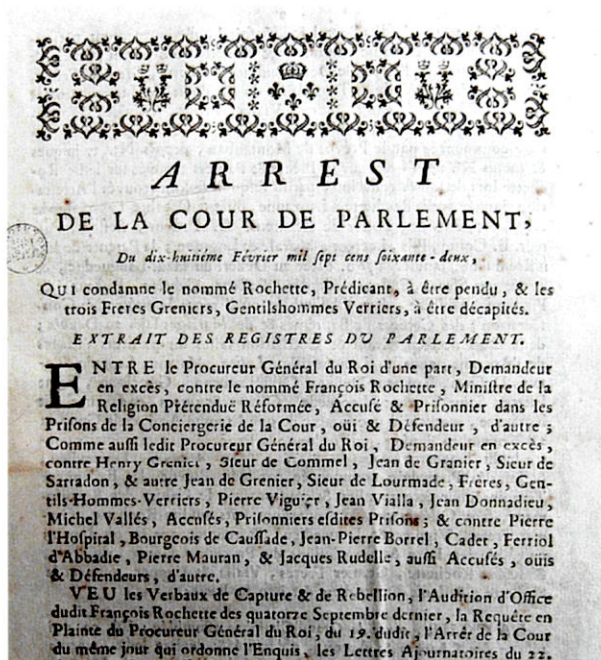 ARREST
DE LA COUR DE PARLEMENT,
Du dix-huitiéme Février mil ſept cens ſoixante-deux,
QUI condamne le nommé Rochette, Prédicant, à être pendu, & les
trois Freres Greniers, Gentilshommes Verriers, à être décapités.
EXTRAIT DES REGISTRES DU PARLEMENT.
ENTRE le Procureur Général du Roi d'une part, Demandeur
en excès, contre le nommé François Rochette, Miniſtre de la
Religion Prétenduë Réformée, Accuſé & Priſonnier dans les
Priſons de la Conciergerie de la Cour, oüi & Défendeur, d'autre;
Comme auſſi ledit Procureur Général du Roi, Demandeur en excès,
contre Henry Grenier, Sieur de Commel, Jean de Granier, Sieur de
Sarradon, & autre Jean de Grenier, Sieur de Lourmade, Freres, Gen-
tils-Hommes-Verriers, Pierre Viguier, Jean Vialla, Jean Donnadieu,
Michel Vallés, Accuſés, Priſonniers eſdites Priſons; & contre Pierre
l'Hoſpital, Bourgeois de Cauſſade, Jean-Pierre Borrel, Cadet, Ferriol
d'Abbadie, Pierre Mauran, & Jacques Rudelle, auſſi Accuſés, oüis
& Défendeurs, d'autre.
VEU les Verbaux de Capture & de Rebellion, l'Audition d'Office
dudit François Rochette des quatorze Septembre dernier, la Requête en
Plainte du Procureur Général du Roi, du 19. dudit, l'Arrêt de la Cour
du même jour qui ordonne l'Enquis, les Lettres Ajournatoires du 22.